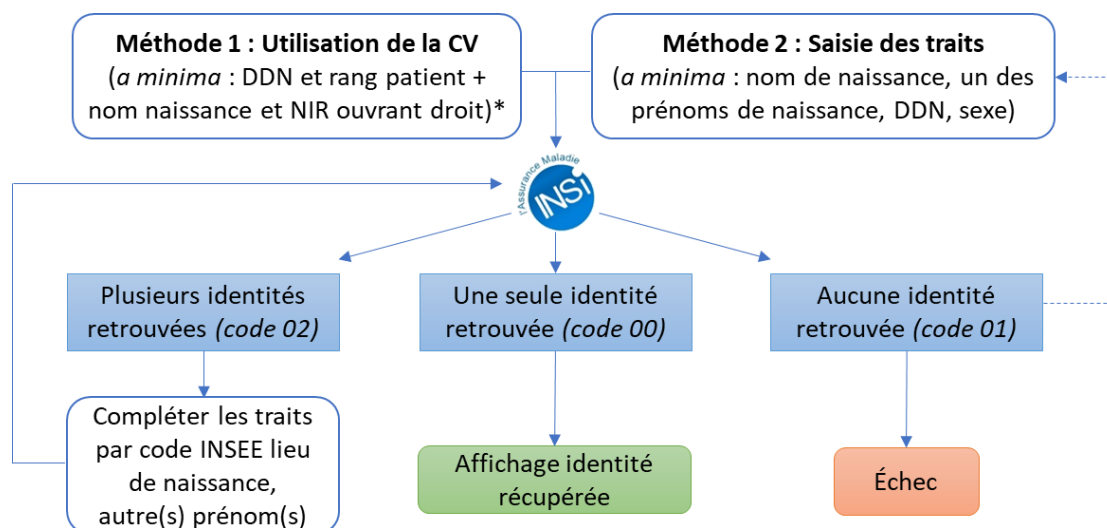 Méthode 1 : Utilisation de la CV
(a minima : DDN et rang patient +
nom naissance et NIR ouvrant droit)*
Méthode 2 : Saisie des traits
(a minima : nom de naissance, un des
prénoms de naissance, DDN, sexe)
l'Assurance Maladie
INSi
Plusieurs identités
retrouvées (code 02)
Une seule identité
retrouvée (code 00)
Aucune identité
retrouvée (code 01)
Compléter les traits
par code INSEE lieu
de naissance,
autre(s) prénom(s)
Affichage identité
récupérée
Échec